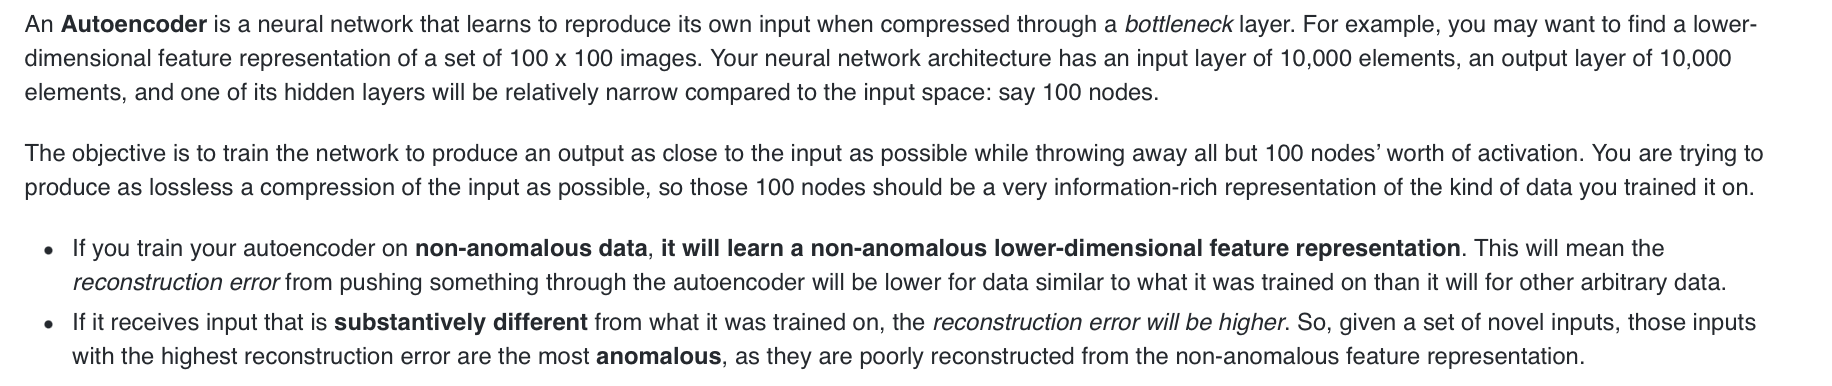 An Autoencoder is a neural network that learns to reproduce its own input when compressed through a bottleneck layer. For example, you may want to find a lower-
dimensional feature representation of a set of 100 x 100 images. Your neural network architecture has an input layer of 10,000 elements, an output layer of 10,000
elements, and one of its hidden layers will be relatively narrow compared to the input space: say 100 nodes.
The objective is to train the network to produce an output as close to the input as possible while throwing away all but 100 nodes’ worth of activation. You are trying to
produce as lossless a compression of the input as possible, so those 100 nodes should be a very information-rich representation of the kind of data you trained it on.
• If you train your autoencoder on non-anomalous data, it will learn a non-anomalous lower-dimensional feature representation. This will mean the
reconstruction error from pushing something through the autoencoder will be lower for data similar to what it was trained on than it will for other arbitrary data.
• If it receives input that is substantively different from what it was trained on, the reconstruction error will be higher. So, given a set of novel inputs, those inputs
with the highest reconstruction error are the most anomalous, as they are poorly reconstructed from the non-anomalous feature representation.